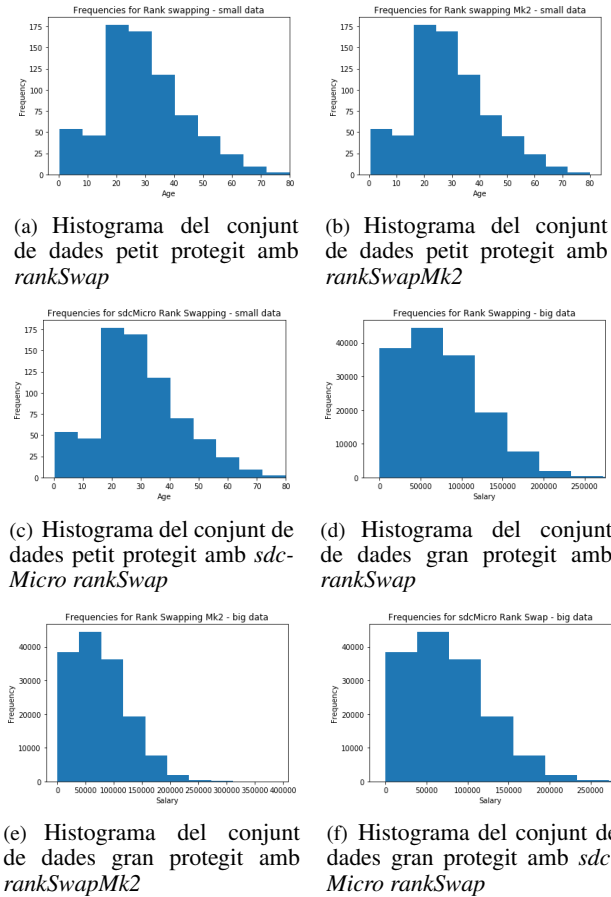 Frequencies for Rank swapping - small data
175
150
125
100
75
50
25
0
Frequency
0 10 20 30 40 50 60 70 80
Age
(a) Histograma del conjunt
de dades petit protegit amb
rankSwap
Frequencies for Rank swapping Mk2 - small data
175
150
125
100
75
50
25
0
Frequency
0 10 20 30 40 50 60 70 80
Age
(b) Histograma del conjunt
de dades petit protegit amb
rankSwapMk2
Frequencies for sdcMicro Rank Swapping - small data
175
150
125
100
75
50
25
0
Frequency
0 10 20 30 40 50 60 70 80
Age
(c) Histograma del conjunt de
dades petit protegit amb sdc-
Micro rankSwap
Frequencies for Rank Swapping - big data
40000
30000
20000
10000
0
Frequency
0 50000 100000 150000 200000 250000
Salary
(d) Histograma del conjunt
de dades gran protegit amb
rankSwap
Frequencies for Rank Swapping Mk2 - big data
40000
30000
20000
10000
0
Frequency
0 50000 100000 150000 200000 250000 300000 350000 400000
Salary
(e) Histograma del conjunt
de dades gran protegit amb
rankSwapMk2
Frequencies for sdcMicro Rank Swap - big data
40000
30000
20000
10000
0
Frequency
0 50000 100000 150000 200000 250000
Salary
(f) Histograma del conjunt de
dades gran protegit amb sdc-
Micro rankSwap